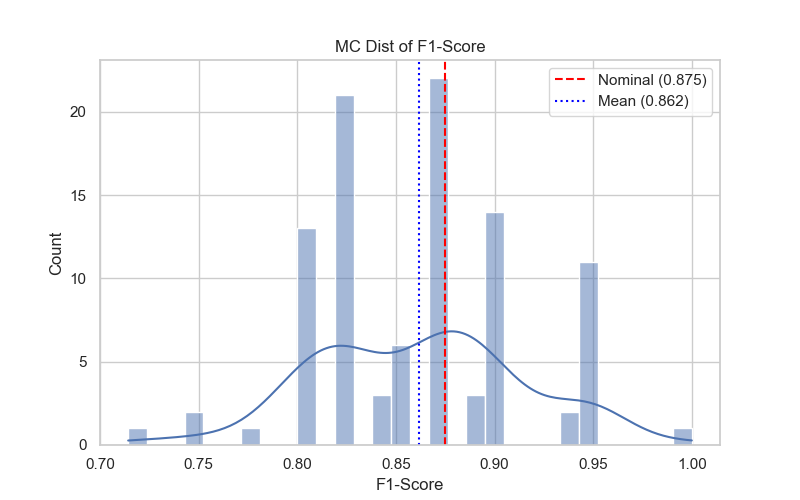 MC Dist of F1-Score
Nominal (0.875)
Mean (0.862)
Count
20
15
10
5
0
0.70 0.75 0.80 0.85 0.90 0.95 1.00
F1-Score